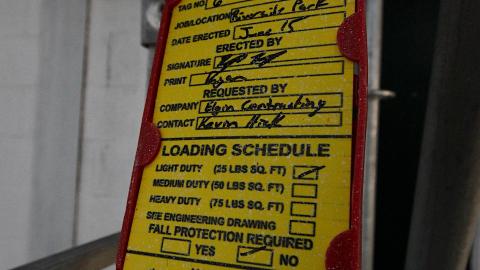 TAG NO 6
JOB/LOCATION Riverside Park
DATE ERECTED June 15
ERECTED BY
SIGNATURE
PRINT
REQUESTED BY
COMPANY Elgin Contracting
CONTACT Kevin
LOADING SCHEDULE
LIGHT DUTY (25 LBS SQ. FT) ✓
MEDIUM DUTY (50 LBS SQ. FT)
HEAVY DUTY (75 LBS SQ. FT)
SEE ENGINEERING DRAWING
FALL PROTECTION REQUIRED
YES ✓ NO